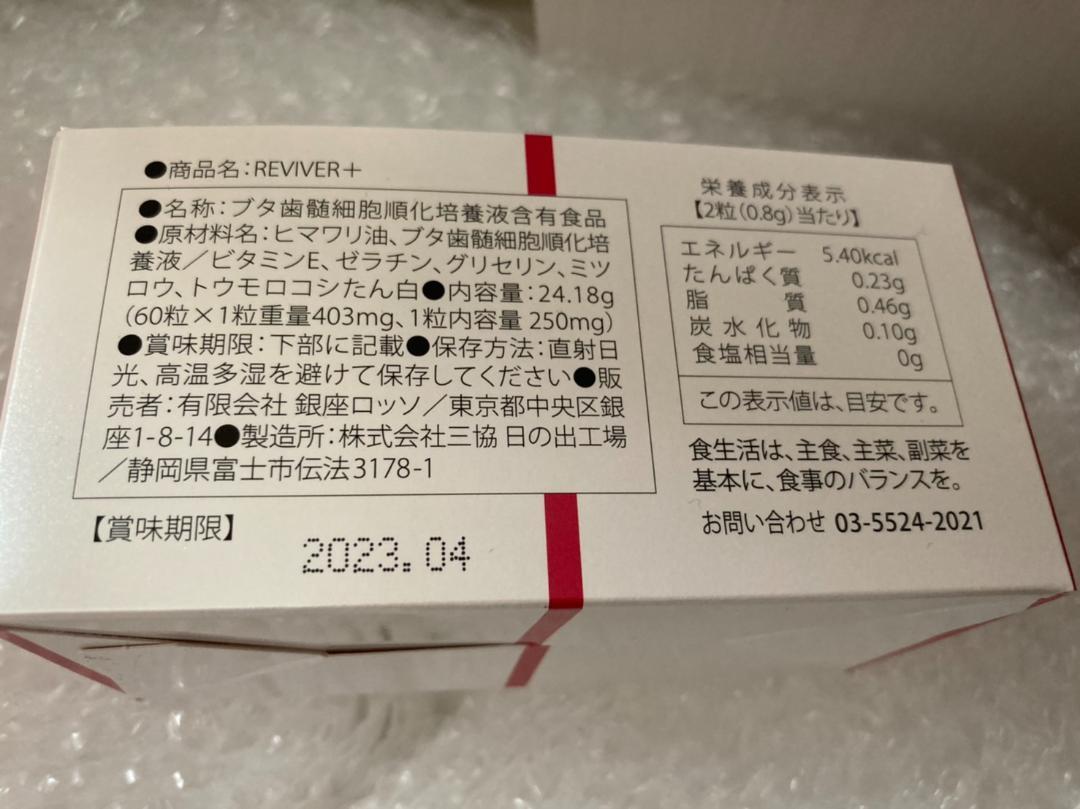 ●商品名：REVIVER＋
●名称：ブタ歯髄細胞順化培養液含有食品
●原材料名：ヒマワリ油、ブタ歯髄細胞順化培
養液／ビタミンE、ゼラチン、グリセリン、ミツ
ロウ、トウモロコシたん白●内容量：24.18g
（60粒×1粒重量403mg、1粒内容量 250mg）
●賞味期限：下部に記載●保存方法：直射日
光、高温多湿を避けて保存してください●販
売者：有限会社 銀座ロッソ／東京都中央区銀
座1-8-14●製造所：株式会社三協 日の出工場
／静岡県富士市伝法3178-1
【賞味期限】
2023.04
栄養成分表示
【2粒（0.8g）当たり】
エネルギー 5.40kcal
たんぱく質 0.23g
脂質 0.46g
炭水化物 0.10g
食塩相当量 0g
この表示値は、目安です。
食生活は、主食、主菜、副菜を
基本に、食事のバランスを。
お問い合わせ 03-5524-2021